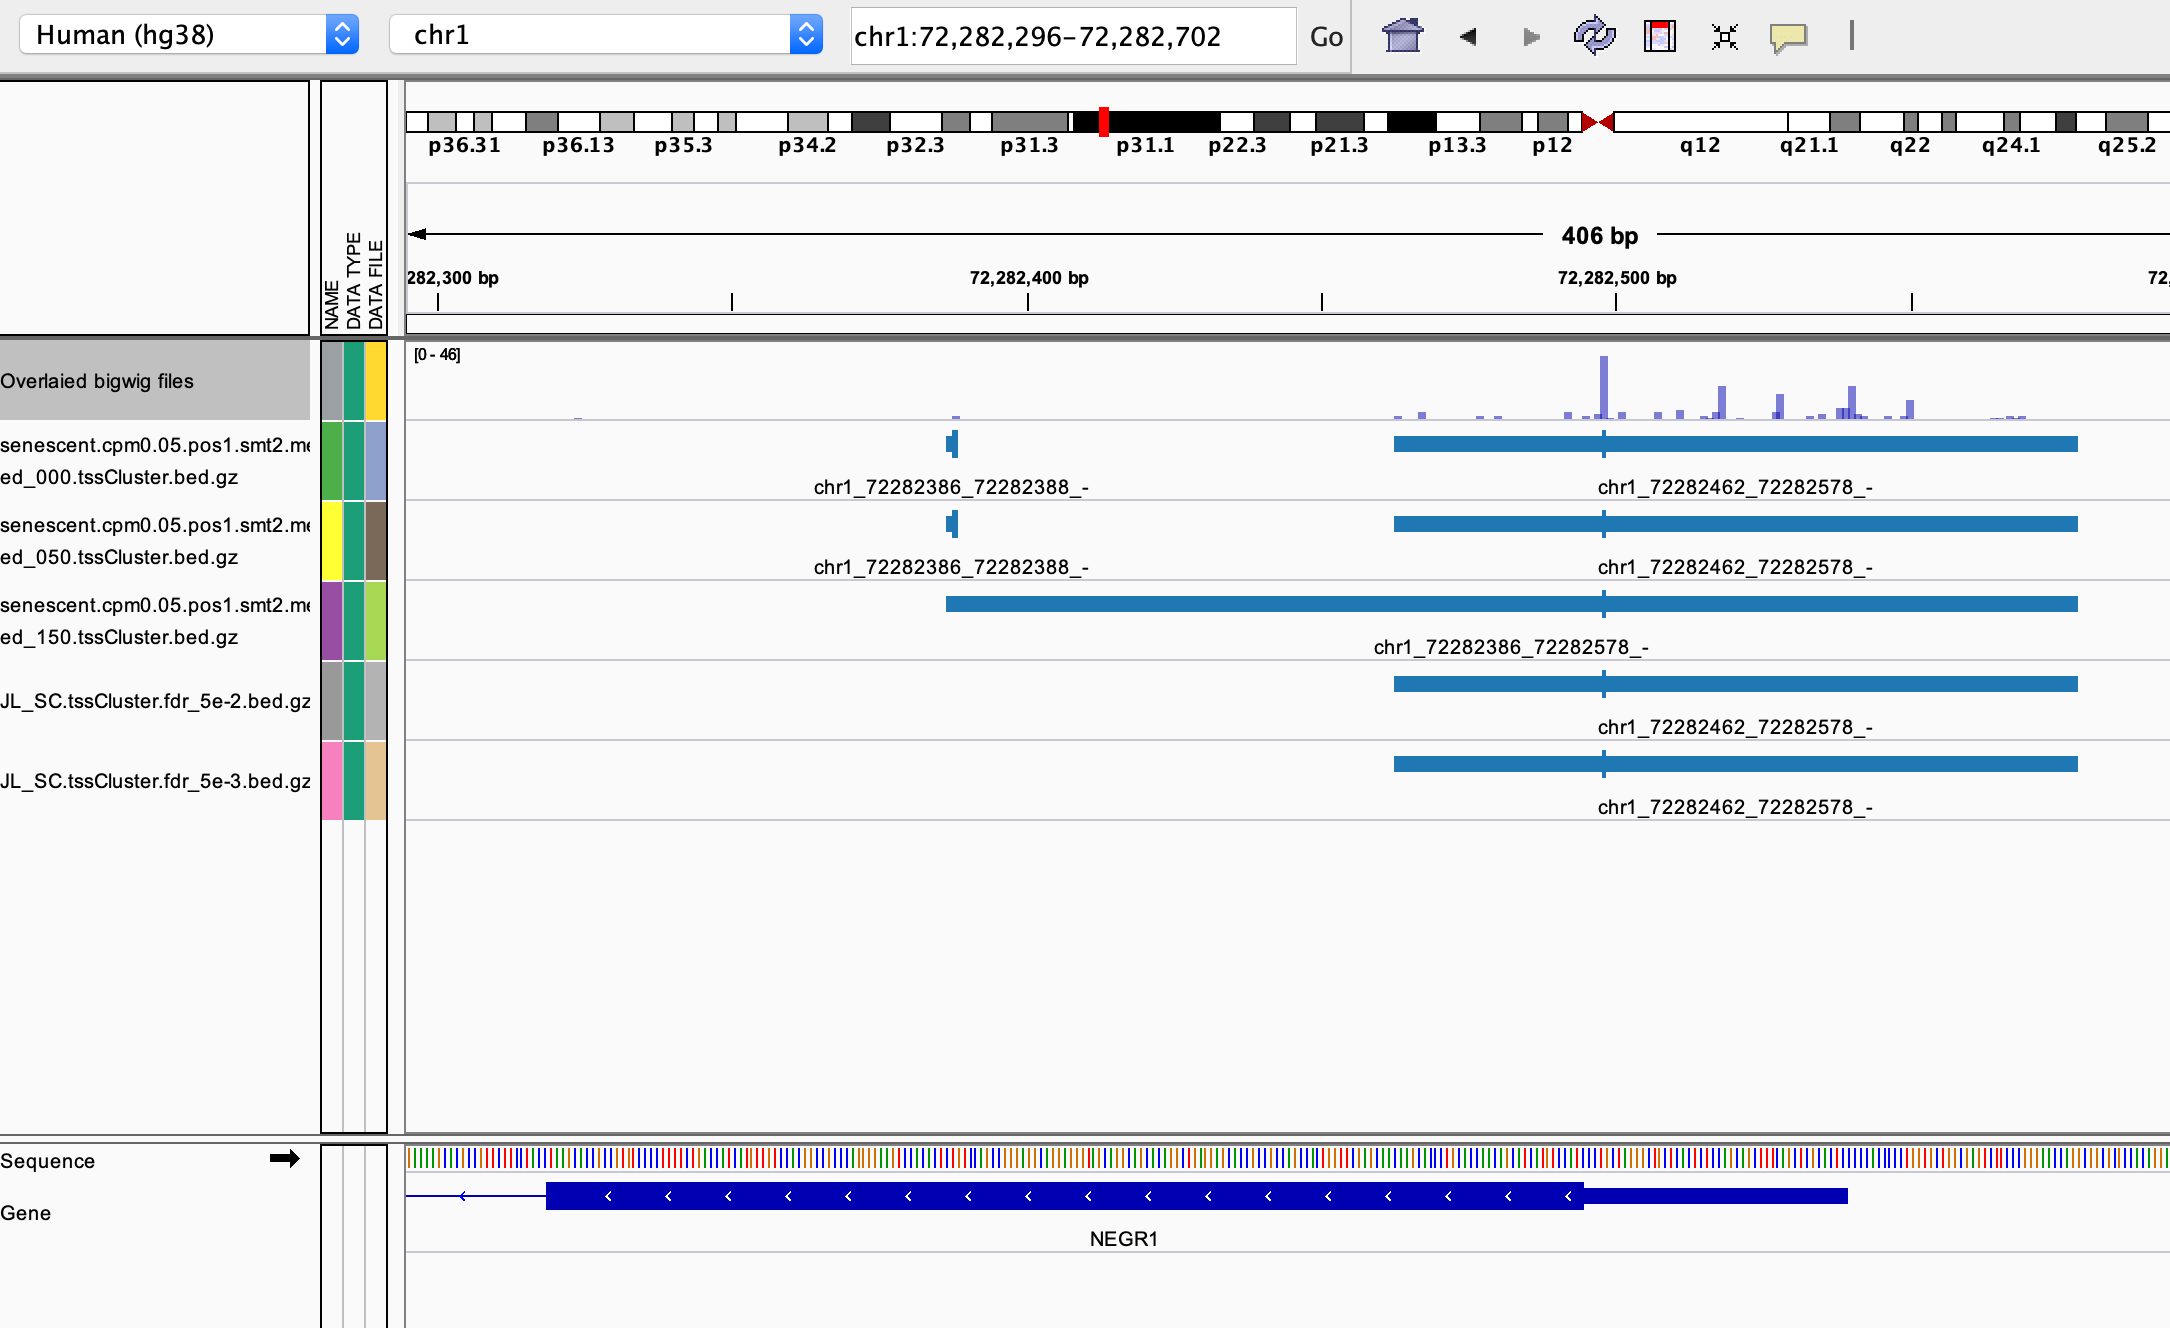 Human (hg38) chr1 chr1:72,282,296-72,282,702 Go
p36.31 p36.13 p35.3 p34.2 p32.3 p31.3 p31.1 p22.3 p21.3 p13.3 p12 q12 q21.1 q22 q24.1 q25.2
406 bp
282,300 bp 72,282,400 bp 72,282,500 bp 72,
NAME
DATA TYPE
DATA FILE
[0 - 46]
Overlaied bigwig files
senescent.cpm0.05.pos1.smt2.me
ed_000.tssCluster.bed.gz
chr1_72282386_72282388_- chr1_72282462_72282578_-
senescent.cpm0.05.pos1.smt2.me
ed_050.tssCluster.bed.gz
chr1_72282386_72282388_- chr1_72282462_72282578_-
senescent.cpm0.05.pos1.smt2.me
ed_150.tssCluster.bed.gz
chr1_72282386_72282578_-
JL_SC.tssCluster.fdr_5e-2.bed.gz
chr1_72282462_72282578_-
JL_SC.tssCluster.fdr_5e-3.bed.gz
chr1_72282462_72282578_-
Sequence
Gene
NEGR1